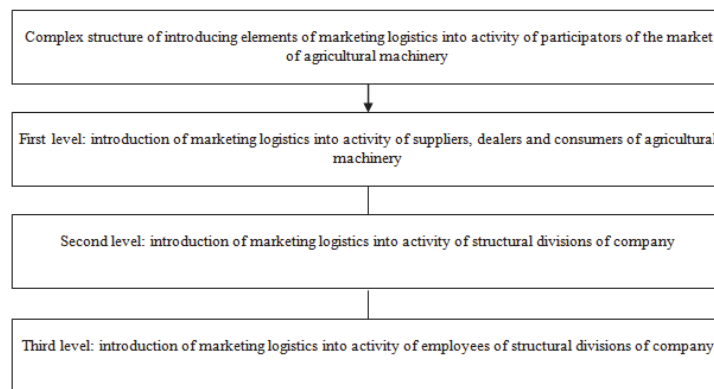 Complex structure of introducing elements of marketing logistics into activity of participators of the market
of agricultural machinery
First level: introduction of marketing logistics into activity of suppliers, dealers and consumers of agricultural
machinery
Second level: introduction of marketing logistics into activity of structural divisions of company
Third level: introduction of marketing logistics into activity of employees of structural divisions of company